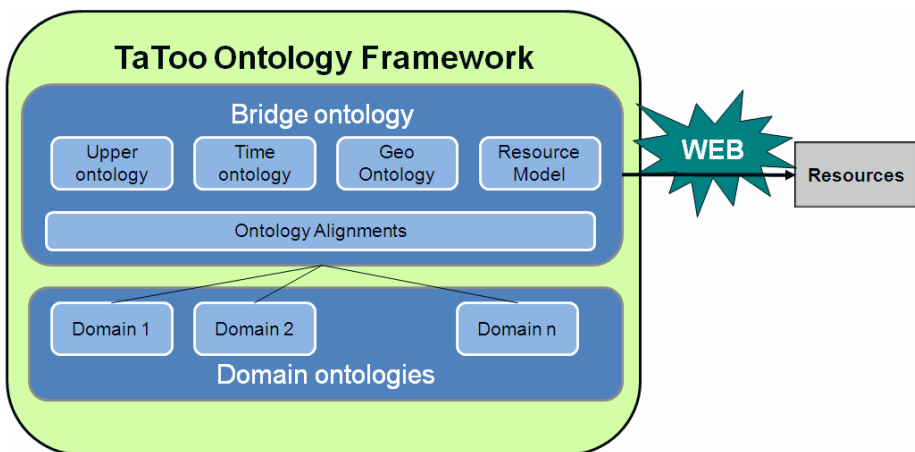 TaToo Ontology Framework
Bridge ontology
Upper
ontology
Time
ontology
Geo
Ontology
Resource
Model
WEB
Resources
Ontology Alignments
Domain 1
Domain 2
Domain n
Domain ontologies